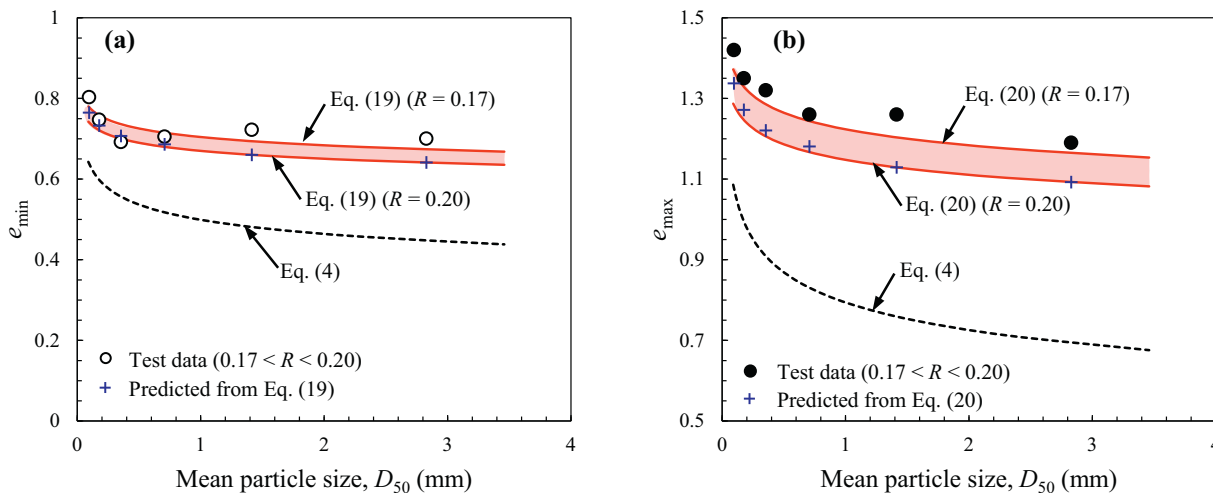 (a)
1
0.8
0.6
0.4
0.2
0
e_min
Eq. (19) (R = 0.17)
Eq. (19) (R = 0.20)
Eq. (4)
Test data (0.17 < R < 0.20)
Predicted from Eq. (19)
0 1 2 3 4
Mean particle size, D50 (mm)
(b)
1.5
1.3
1.1
0.9
0.7
0.5
e_max
Eq. (20) (R = 0.17)
Eq. (20) (R = 0.20)
Eq. (4)
Test data (0.17 < R < 0.20)
Predicted from Eq. (20)
0 1 2 3 4
Mean particle size, D50 (mm)